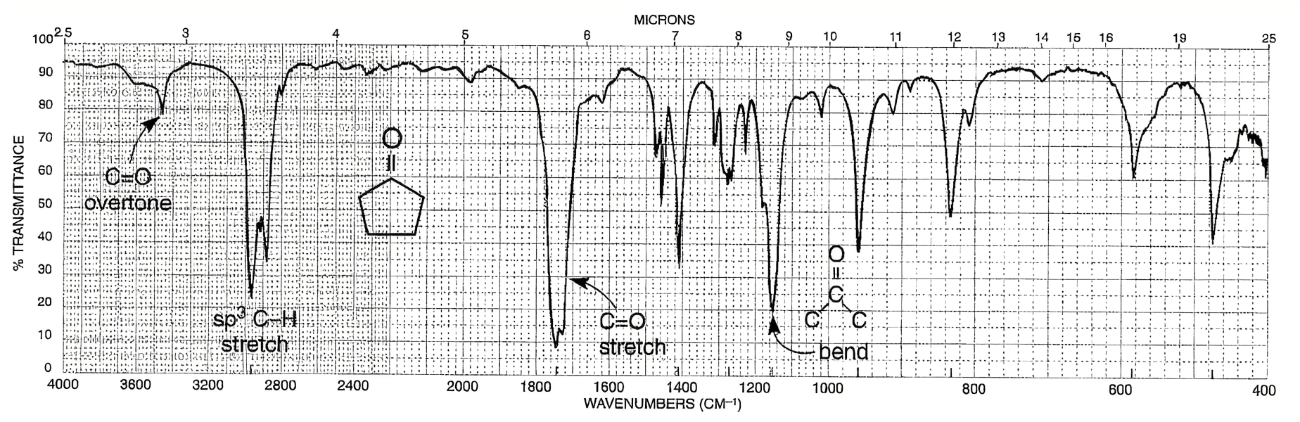 MICRONS
2.5 3 4 5 6 7 8 9 10 11 12 13 14 15 16 19 25
% TRANSMITTANCE
100
90
80
70
60
50
40
30
20
10
0
C=O
overtone
sp³ C–H
stretch
O
C=O
stretch
O
C
C C
bend
4000 3600 3200 2800 2400 2000 1800 1600 1400 1200 1000 800 600 400
WAVENUMBERS (CM⁻¹)